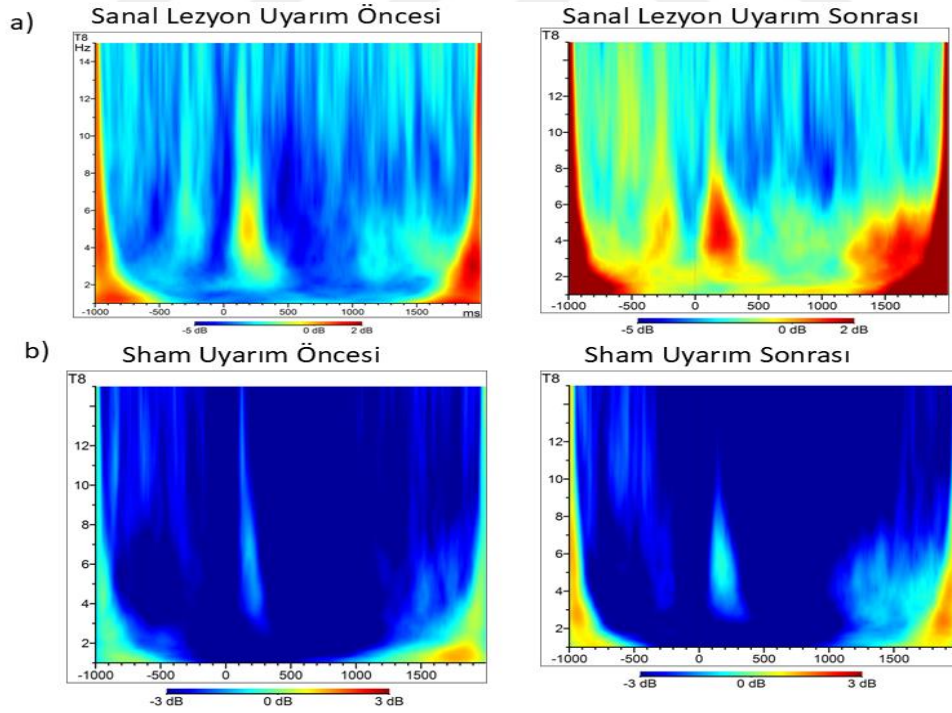 a)
Sanal Lezyon Uyarım Öncesi
Sanal Lezyon Uyarım Sonrası
T8
Hz
14
12
10
8
6
4
2
-1000 -500 0 500 1000 1500 ms
-5 dB 0 dB 2 dB
T8
14
12
10
8
6
4
2
-1000 -500 0 500 1000 1500
-5 dB 0 dB 2 dB
b)
Sham Uyarım Öncesi
Sham Uyarım Sonrası
T8
12
10
8
6
4
2
-1000 -500 0 500 1000 1500
-3 dB 0 dB 3 dB
T8
12
10
8
6
4
2
-1000 -500 0 500 1000 1500
-3 dB 0 dB 3 dB